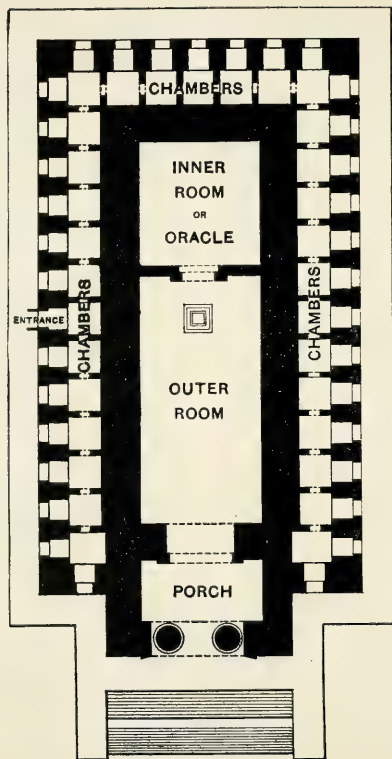 CHAMBERS
INNER
ROOM
OR
ORACLE
ENTRANCE
CHAMBERS
CHAMBERS
OUTER
ROOM
PORCH